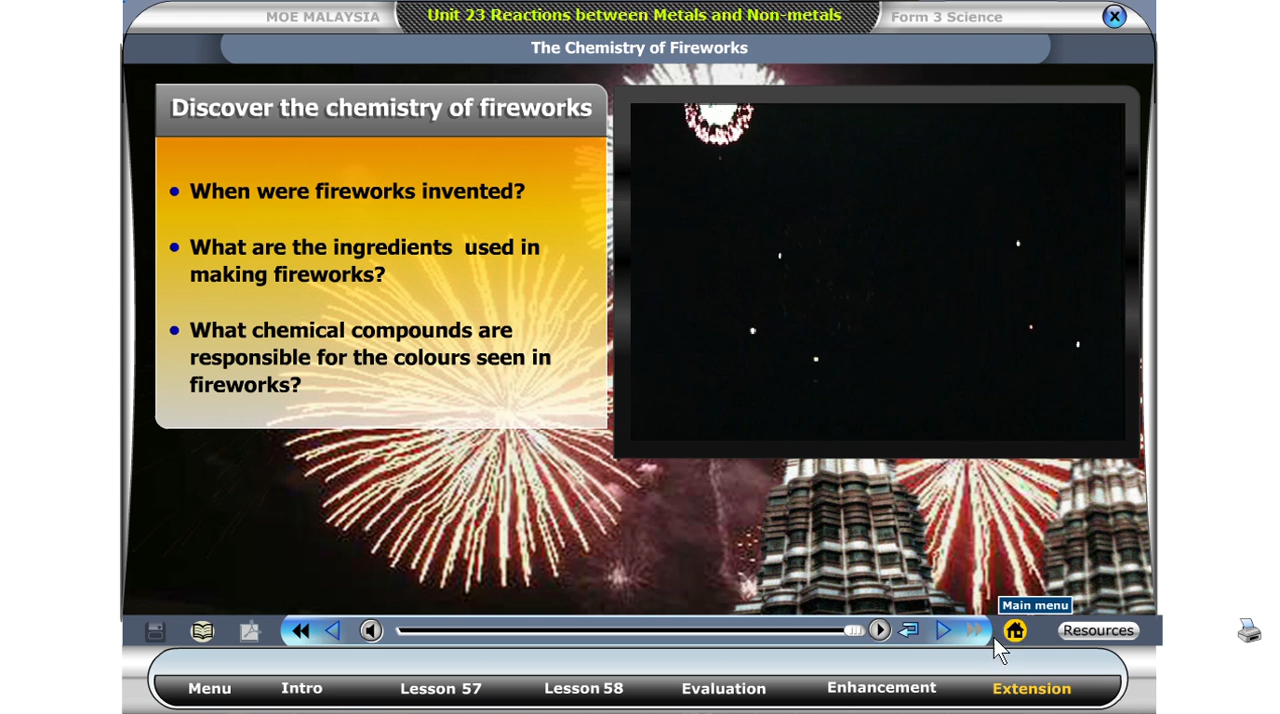 MOE MALAYSIA
Unit 23 Reactions between Metals and Non-metals
Form 3 Science
The Chemistry of Fireworks
Discover the chemistry of fireworks
• When were fireworks invented?
• What are the ingredients used in
making fireworks?
• What chemical compounds are
responsible for the colours seen in
fireworks?
Main menu
Resources
Menu
Intro
Lesson 57
Lesson 58
Evaluation
Enhancement
Extension